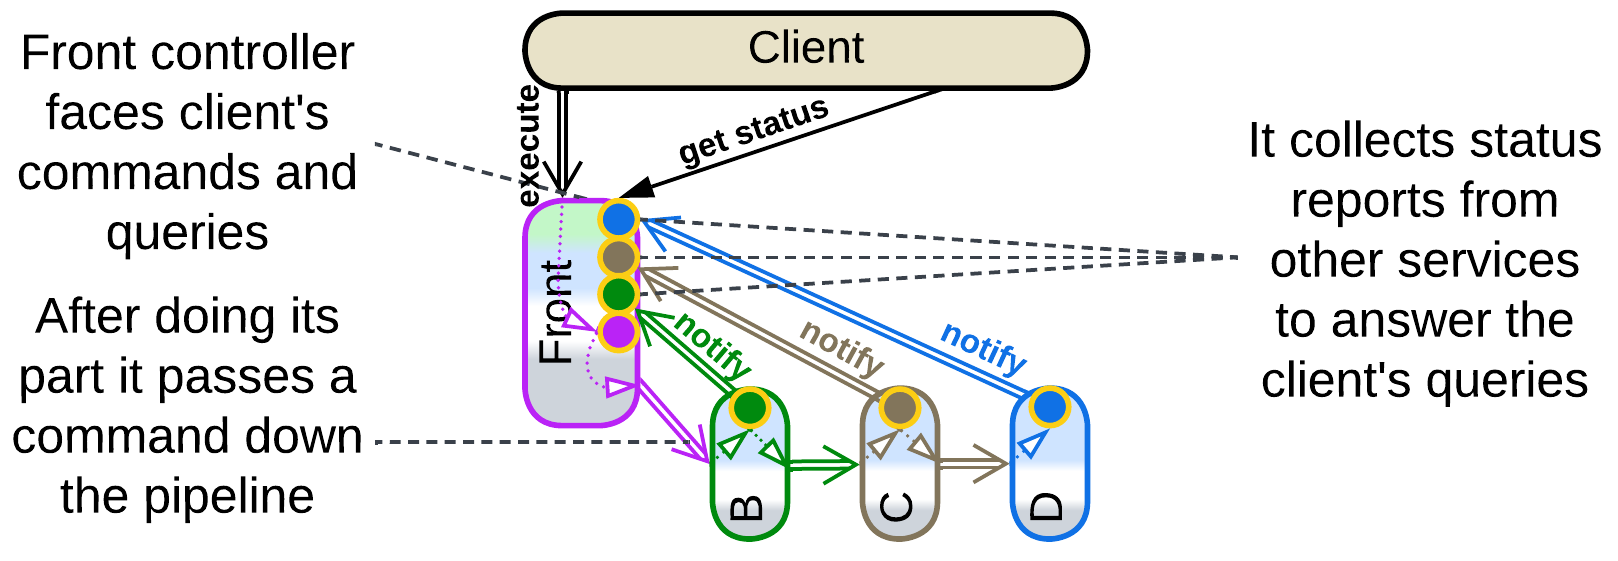 Client
Front controller
faces client's
commands and
queries
execute
get status
It collects status
reports from
other services
to answer the
client's queries
Front
After doing its
part it passes a
command down
the pipeline
notify
notify
notify
B
C
D